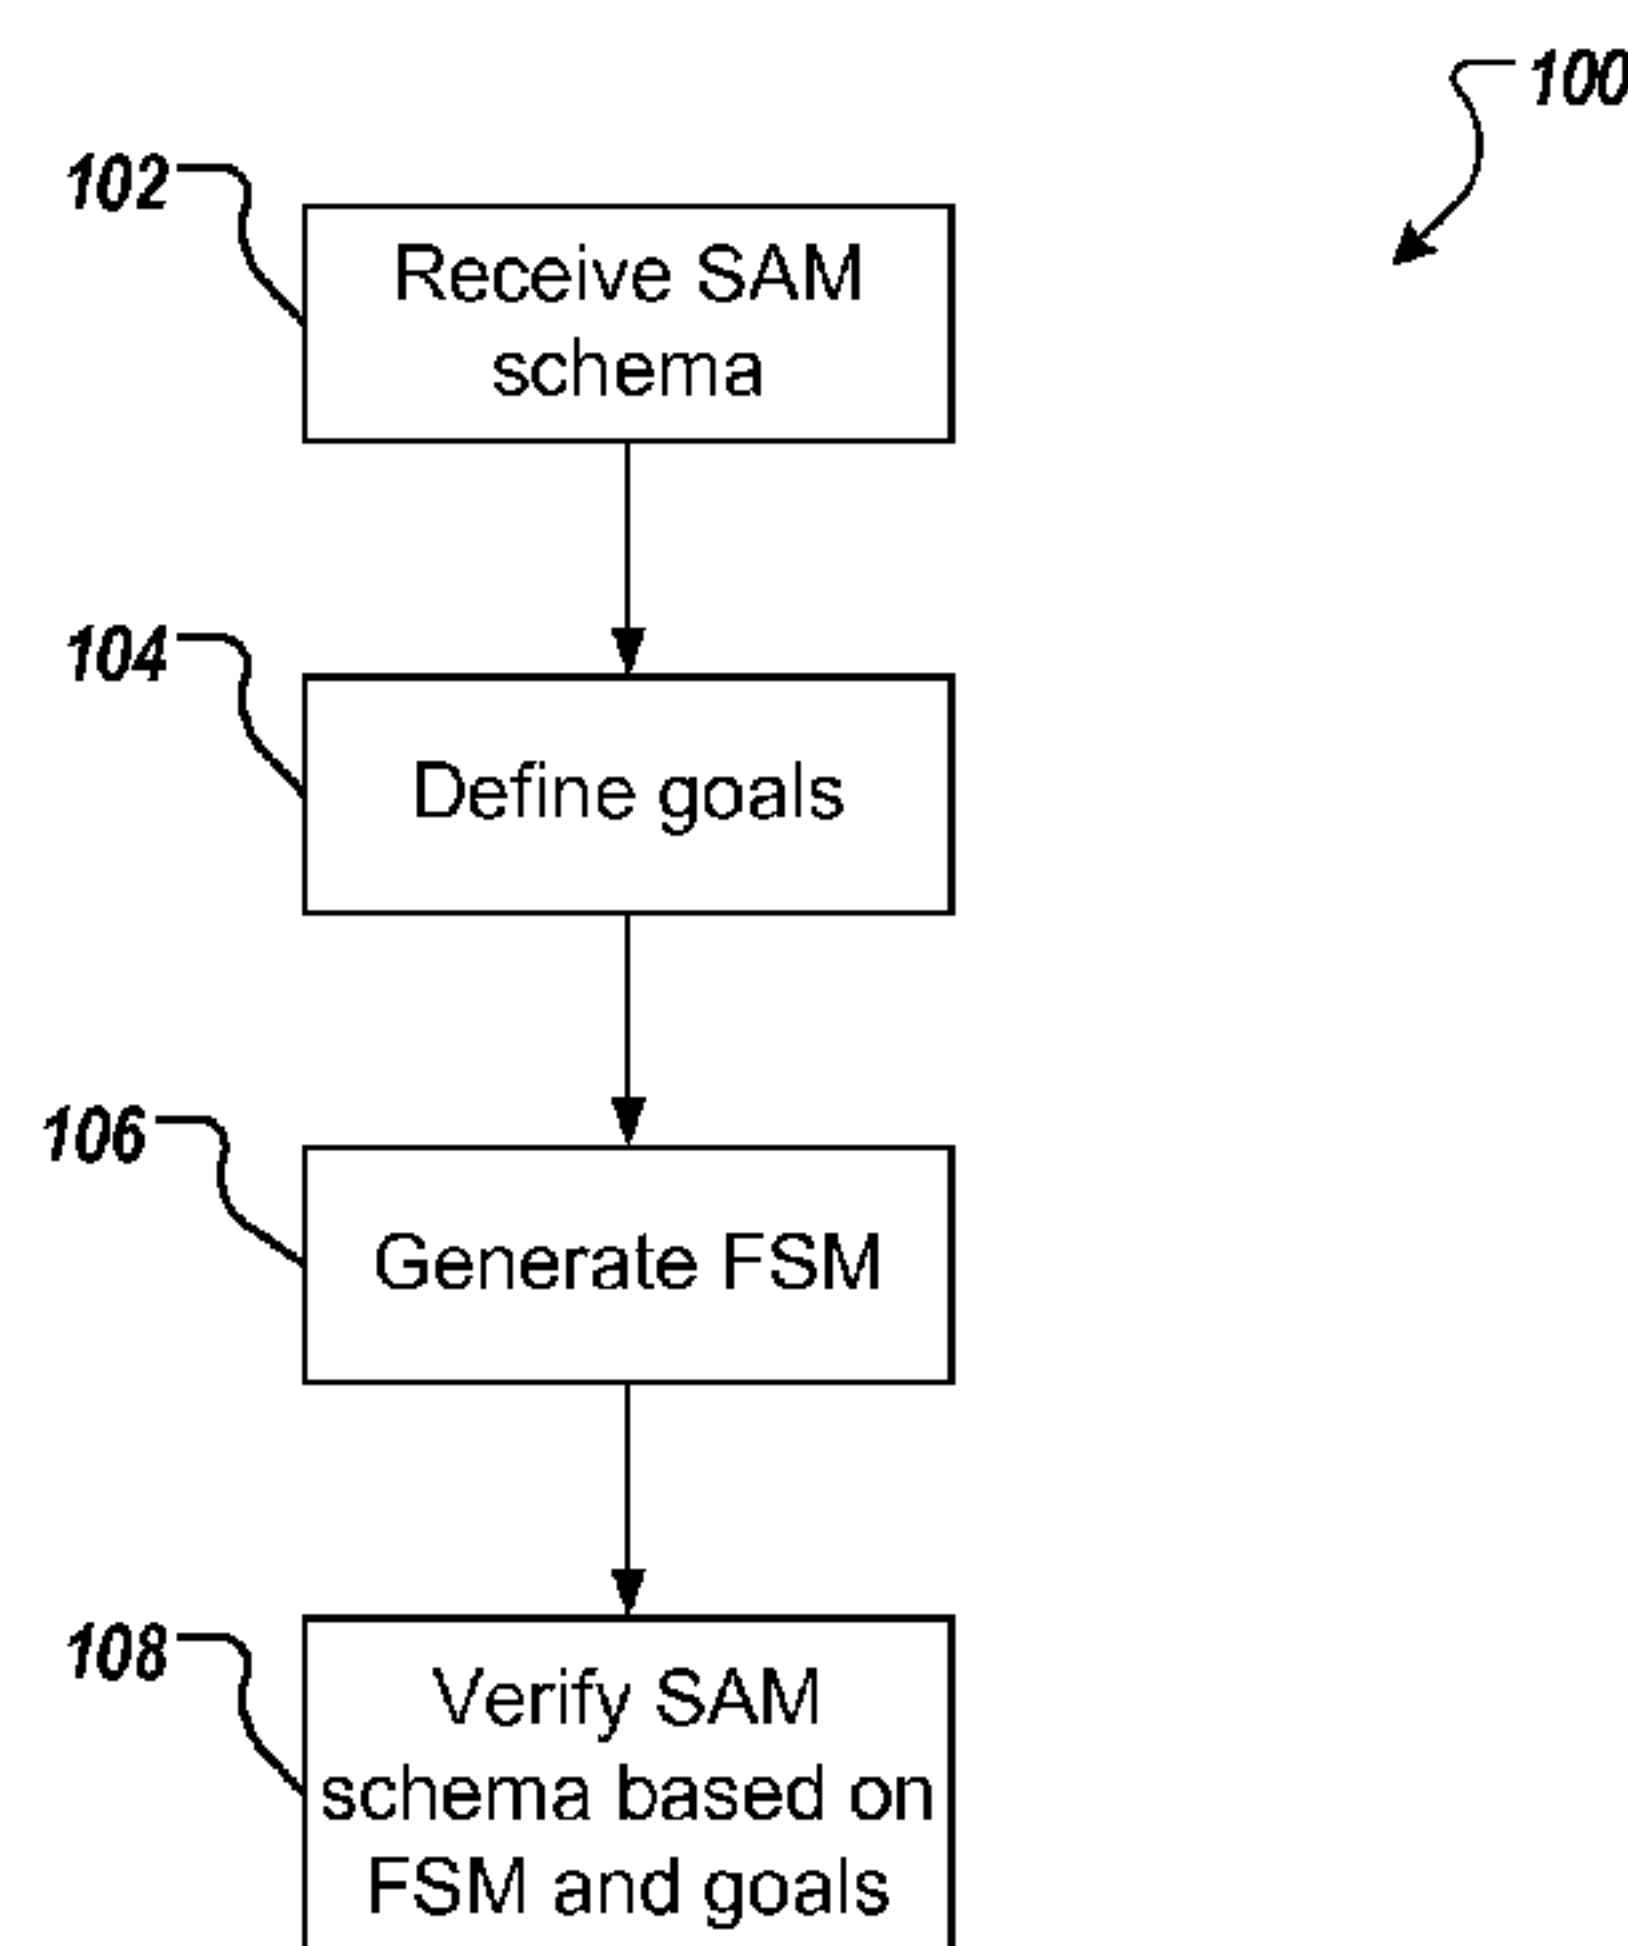 100
102
Receive SAM
schema
104
Define goals
106
Generate FSM
108
Verify SAM
schema based on
FSM and goals